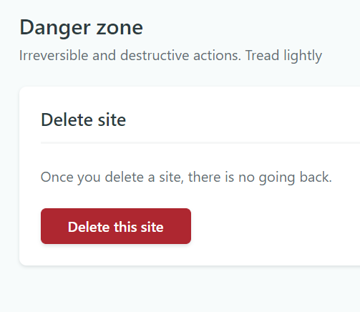 Danger zone
Irreversible and destructive actions. Tread lightly
Delete site
Once you delete a site, there is no going back.
Delete this site